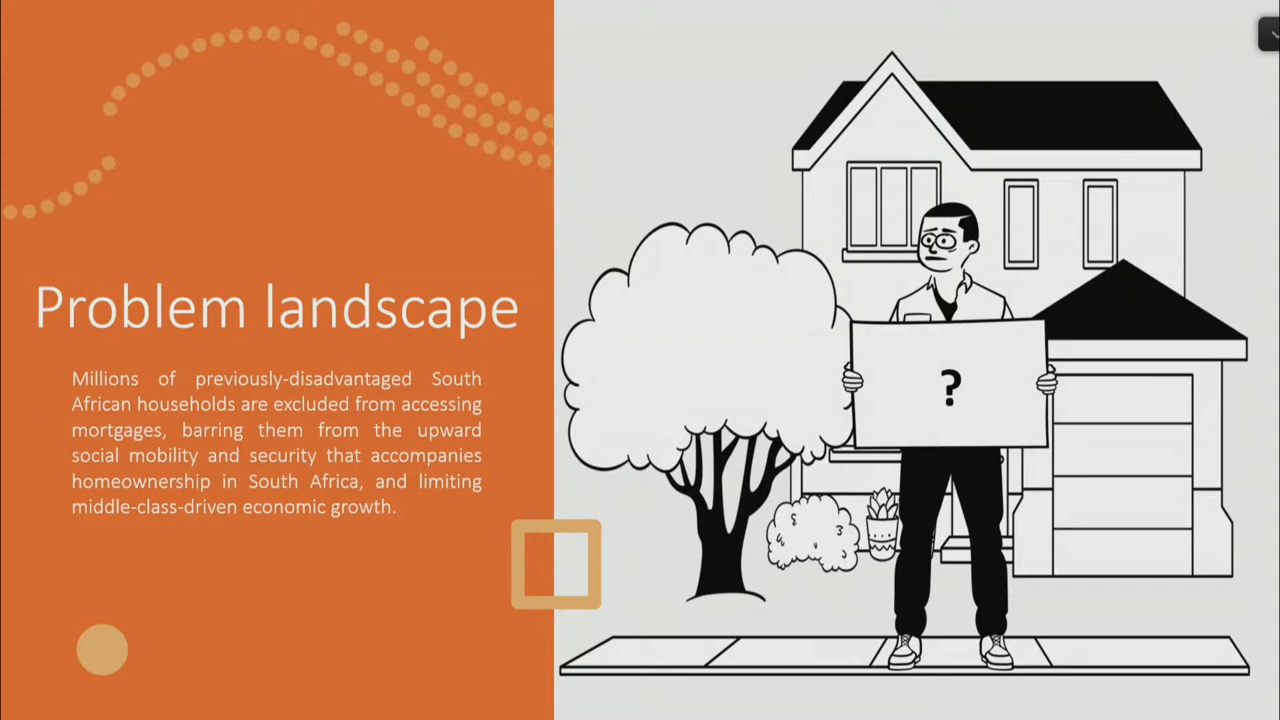 Problem landscape
Millions of previously-disadvantaged South
African households are excluded from accessing
mortgages, barring them from the upward
social mobility and security that accompanies
homeownership in South Africa, and limiting
middle-class-driven economic growth.
?